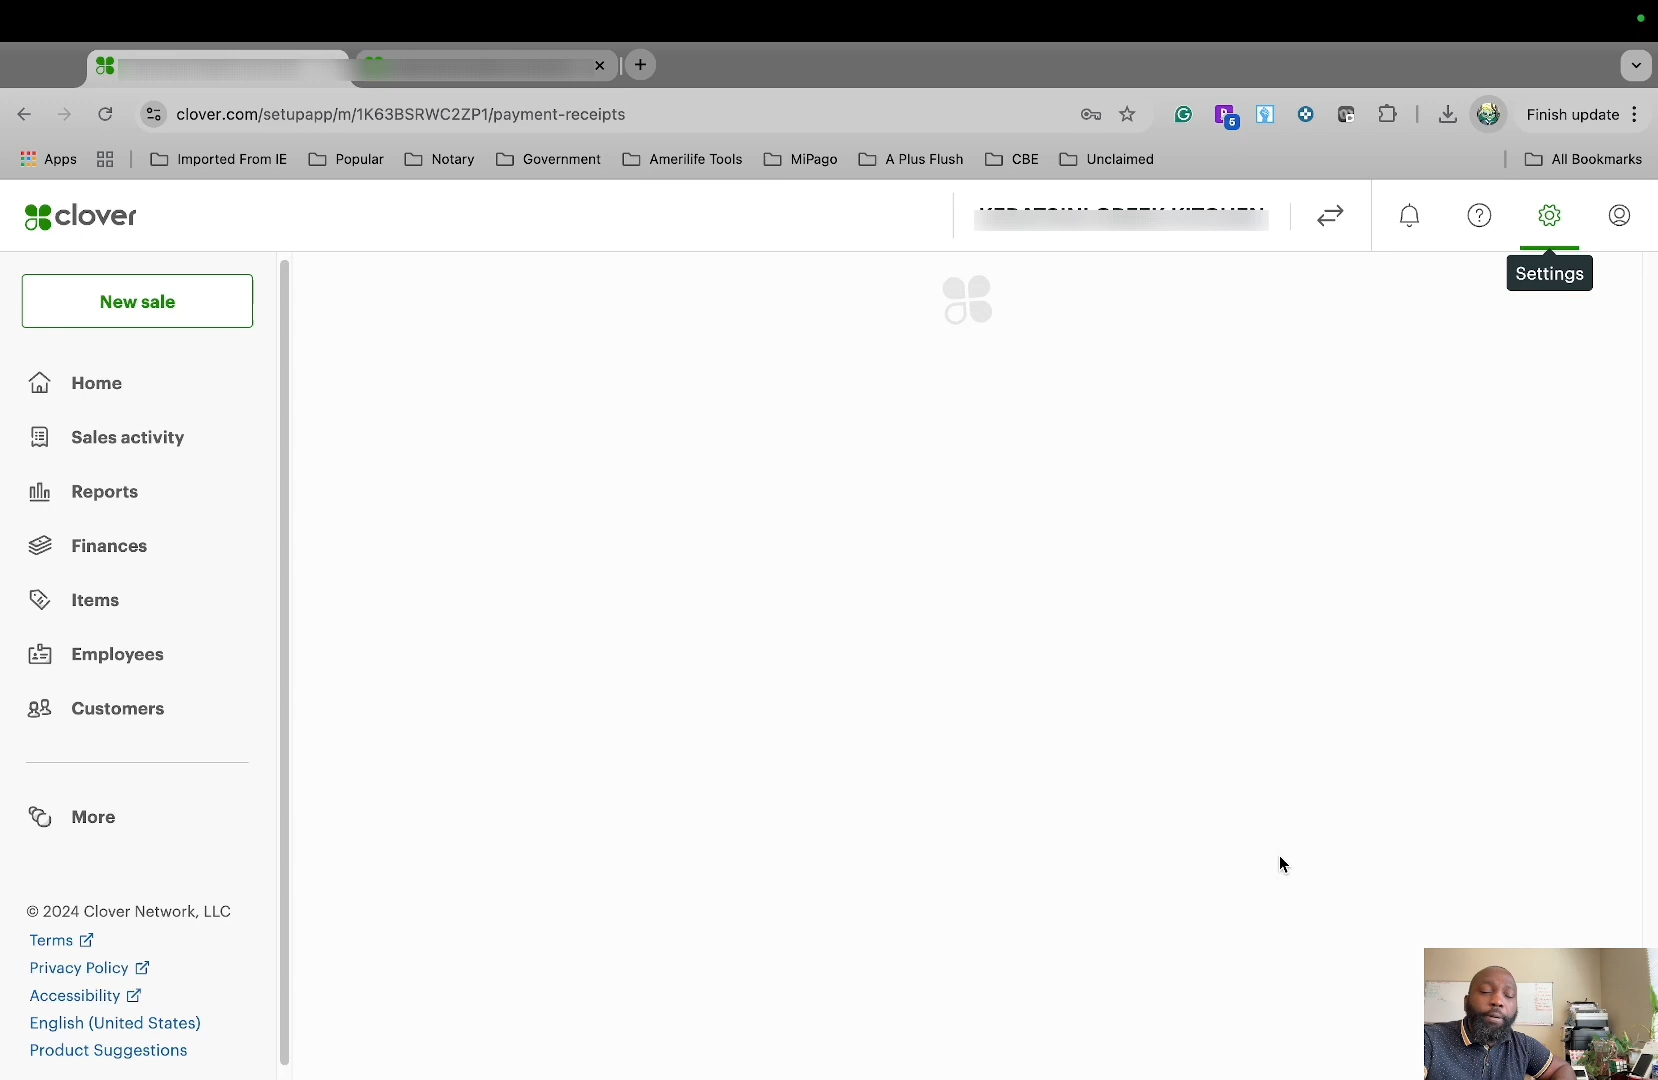 clover.com/setupapp/m/1K63BSRWC2ZP1/payment-receipts
6
Finish update
Apps
Imported From IE
Popular
Notary
Government
Amerilife Tools
MiPago
A Plus Flush
CBE
Unclaimed
All Bookmarks
clover
Settings
New sale
Home
Sales activity
Reports
Finances
Items
Employees
Customers
More
© 2024 Clover Network, LLC
Terms
Privacy Policy
Accessibility
English (United States)
Product Suggestions